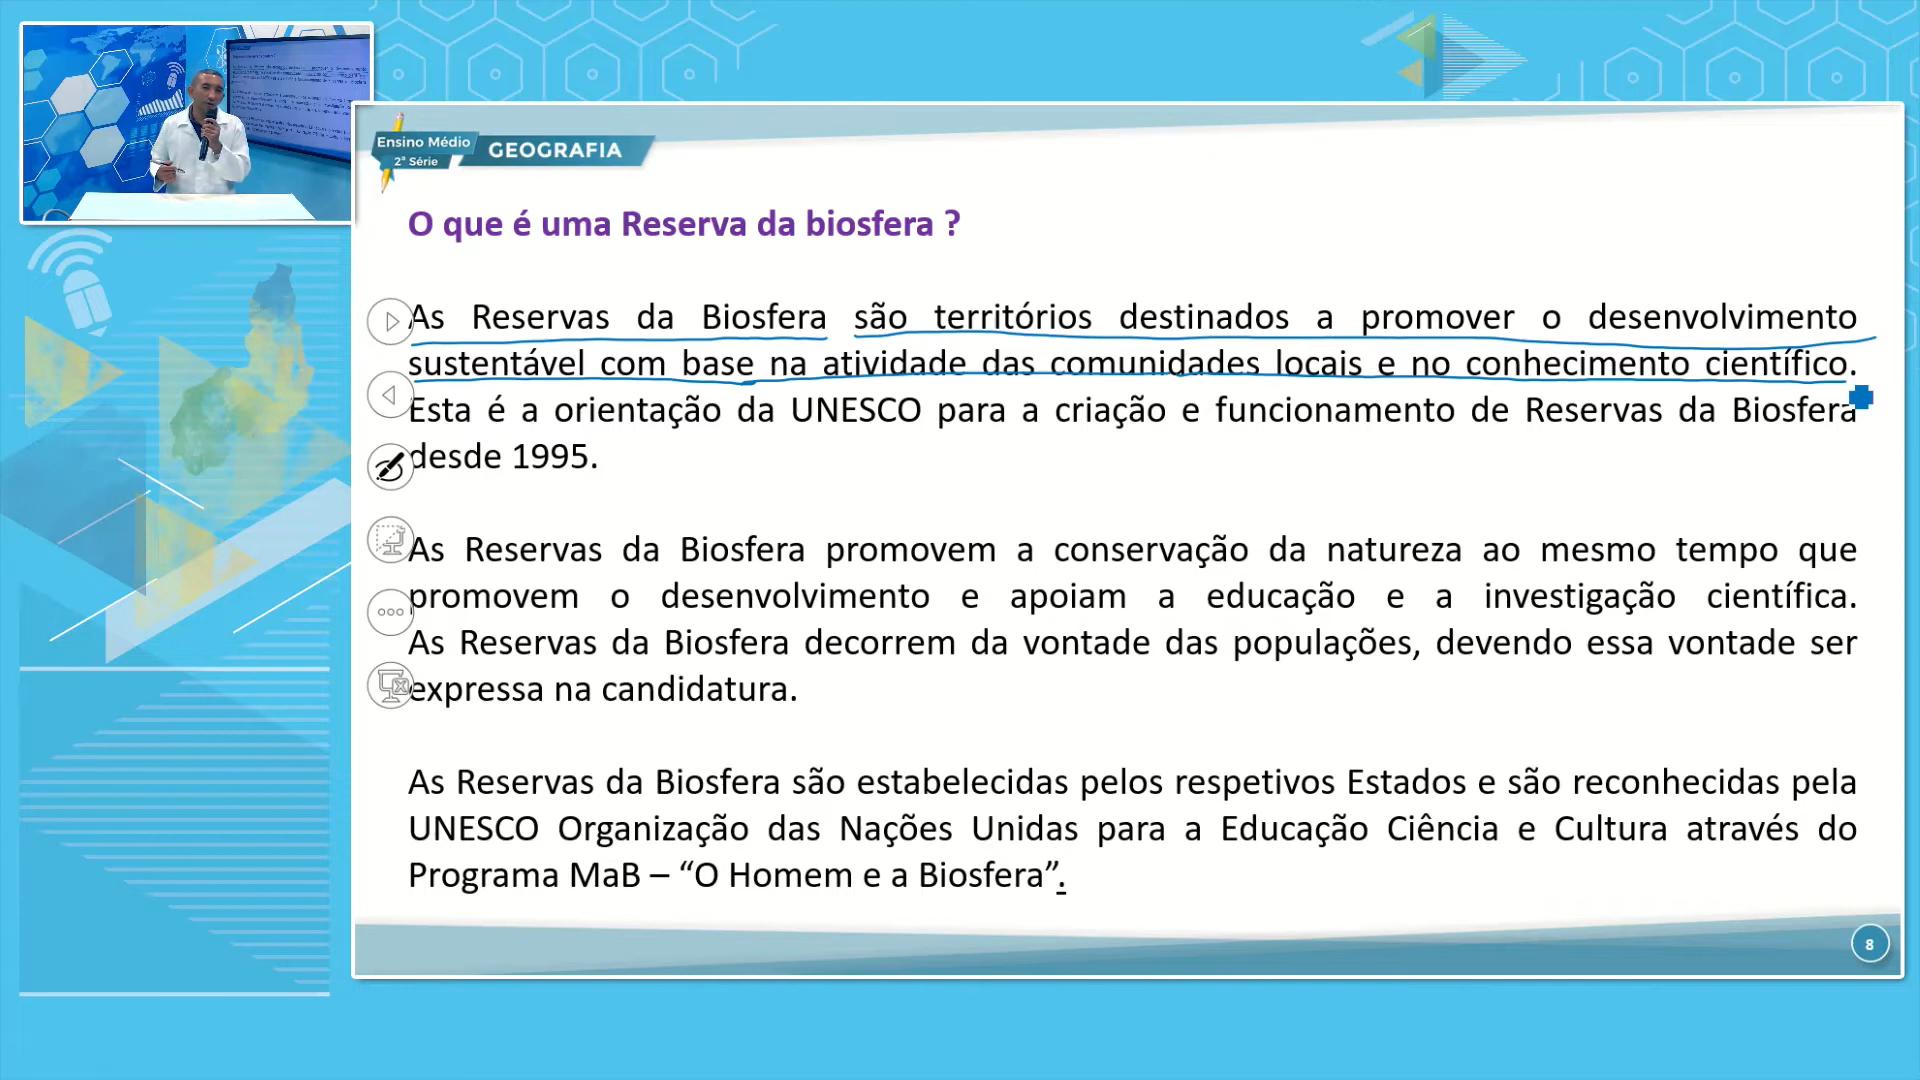 Ensino Médio
2ª Série
GEOGRAFIA
O que é uma Reserva da biosfera ?
As Reservas da Biosfera são territórios destinados a promover o desenvolvimento
sustentável com base na atividade das comunidades locais e no conhecimento científico.
Esta é a orientação da UNESCO para a criação e funcionamento de Reservas da Biosfera
desde 1995.
As Reservas da Biosfera promovem a conservação da natureza ao mesmo tempo que
promovem o desenvolvimento e apoiam a educação e a investigação científica.
As Reservas da Biosfera decorrem da vontade das populações, devendo essa vontade ser
expressa na candidatura.
As Reservas da Biosfera são estabelecidas pelos respetivos Estados e são reconhecidas pela
UNESCO Organização das Nações Unidas para a Educação Ciência e Cultura através do
Programa MaB – “O Homem e a Biosfera”.
8